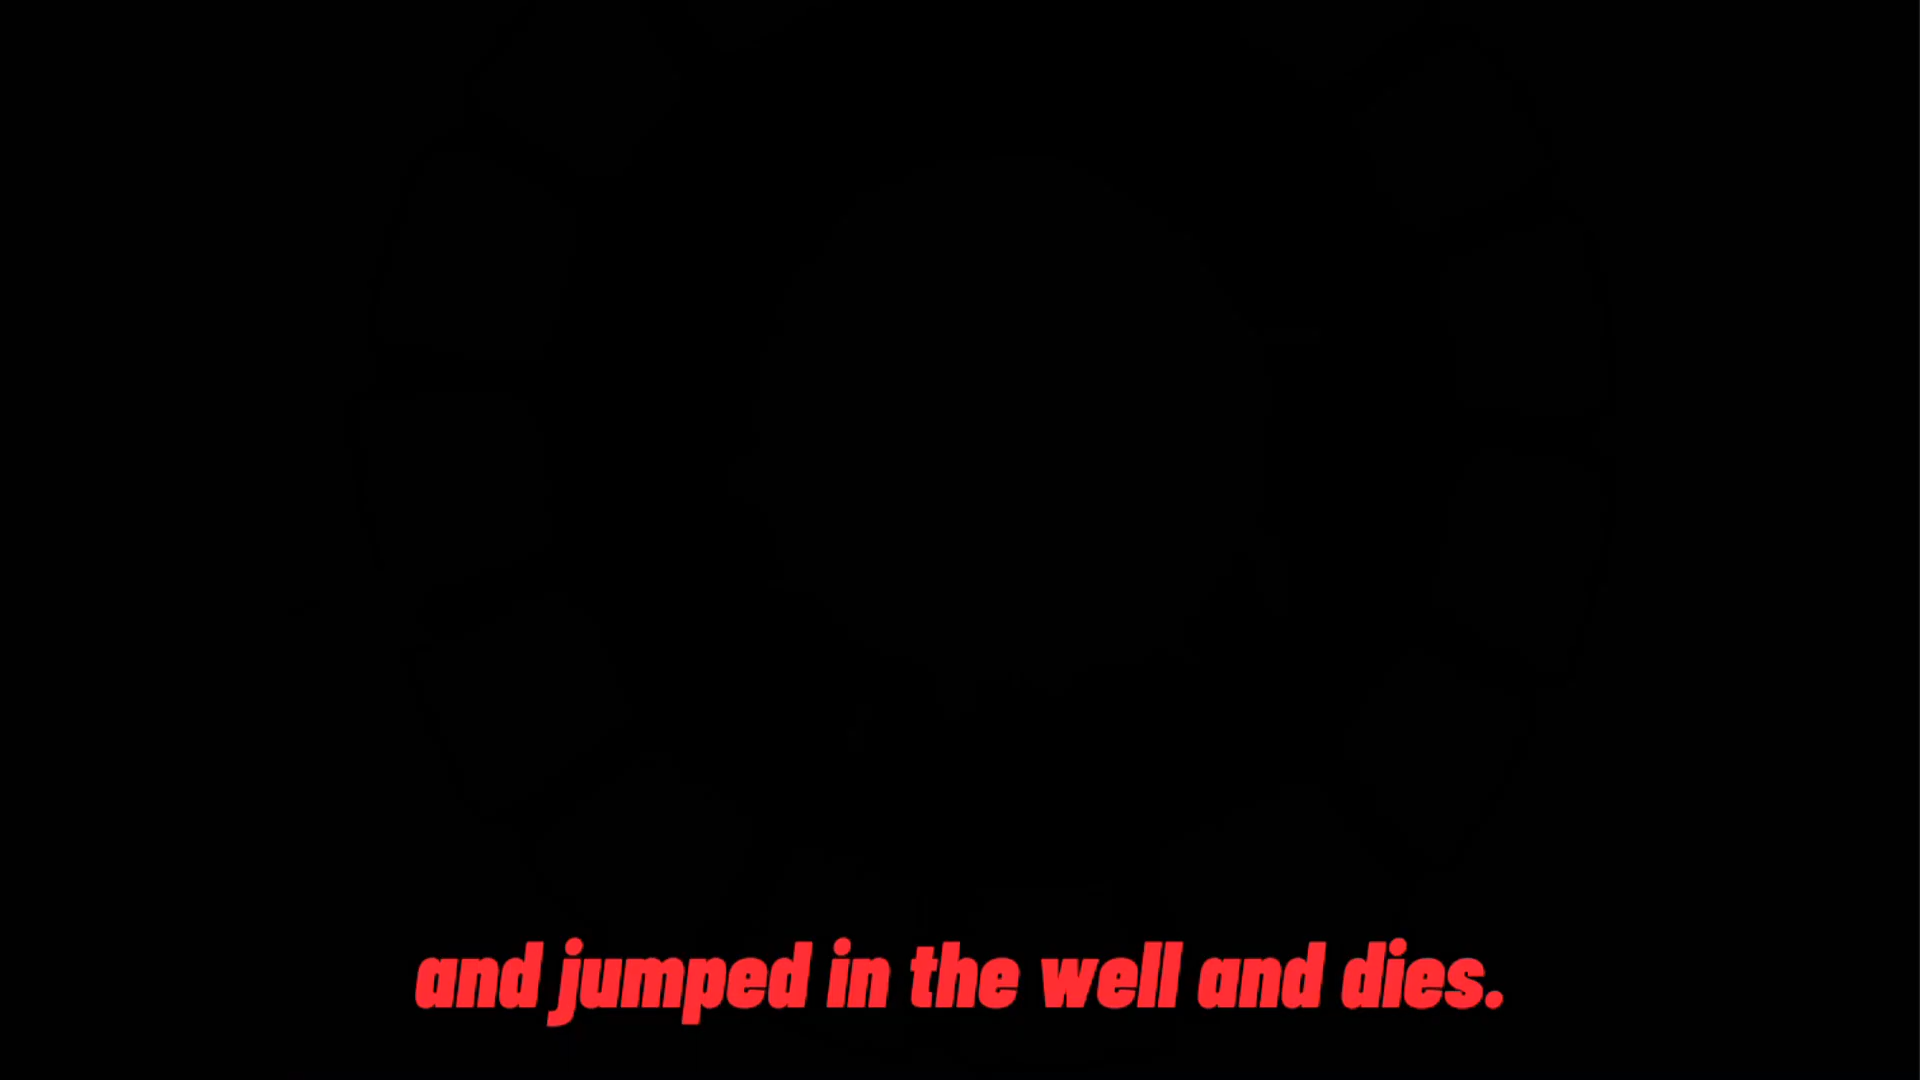 and jumped in the well and dies.